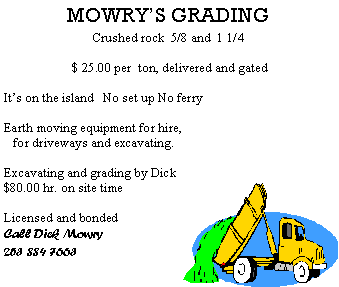 MOWRY'S GRADING
Crushed rock 5/8 and 1 1/4
$ 25.00 per ton, delivered and gated
It's on the island No set up No ferry
Earth moving equipment for hire,
for driveways and excavating.
Excavating and grading by Dick
$80.00 hr. on site time
Licensed and bonded
Call Dick Mowry
253 884 7663